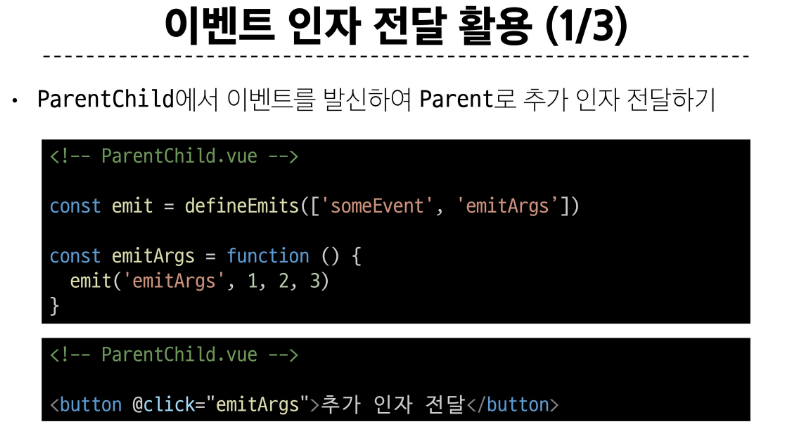 이벤트 인자 전달 활용 (1/3)
• ParentChild에서 이벤트를 발신하여 Parent로 추가 인자 전달하기
<!-- ParentChild.vue -->
const emit = defineEmits(['someEvent', 'emitArgs’])
const emitArgs = function () {
  emit('emitArgs', 1, 2, 3)
}
<!-- ParentChild.vue -->
<button @click="emitArgs">추가 인자 전달</button>